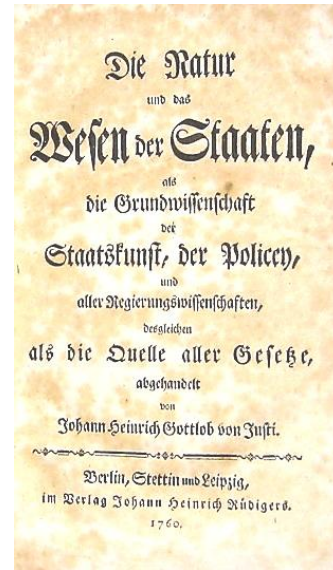 Die Natur
und das
Wesen der Staaten,
als
die Grundwissenschaft
der
Staatskunst, der Policey,
und
aller Regierungswissenschaften,
desgleichen
als die Quelle aller Gesetze,
abgehandelt
von
Johann Heinrich Gottlob von Justi.
Berlin, Stettin und Leipzig,
im Verlag Johann Heinrich Rüdigers.
1760.